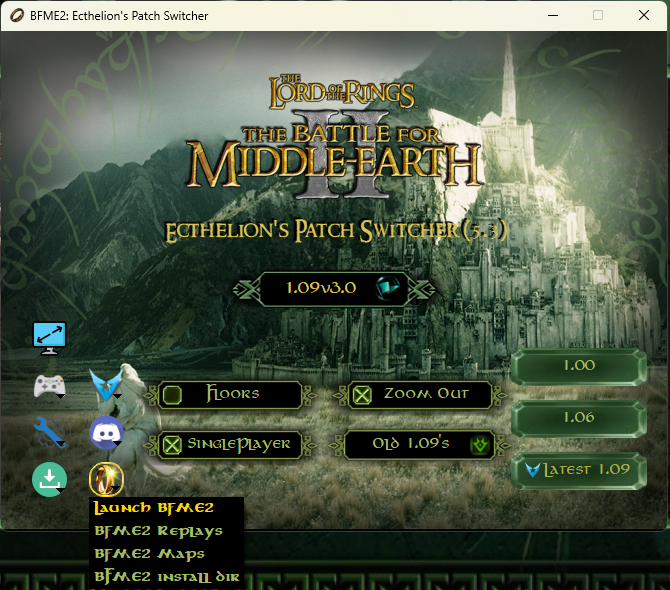 BFME2: Ecthelion's Patch Switcher
THE
LORD OF THE RINGS
II
THE BATTLE FOR
MIDDLE-EARTH
ECTHELION'S PATCH SWITCHER (5.3)
1.09v3.0
1.00
Floors
Zoom Out
1.06
SinglePlayer
Old 1.09's
Latest 1.09
Launch BFME2
BFME2 Replays
BFME2 Maps
BFME2 install dir